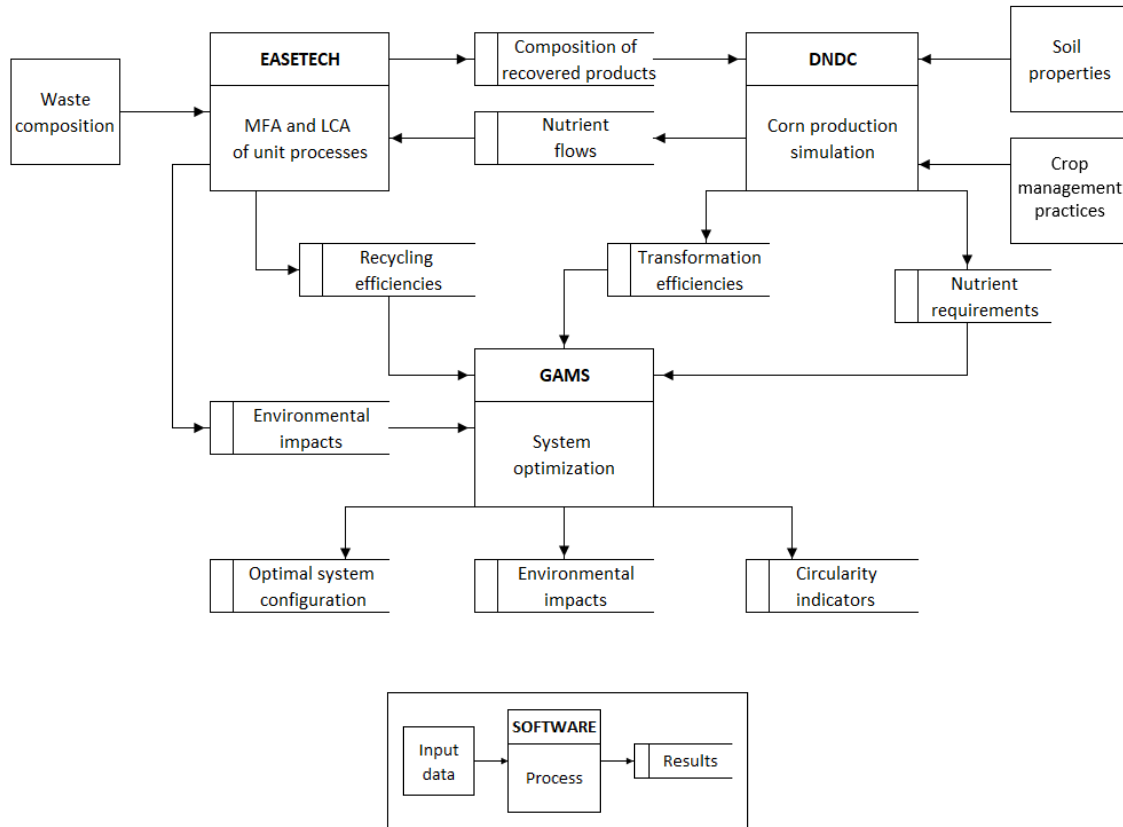 EASETECH
MFA and LCA
of unit processes
Waste
composition
Composition of
recovered products
Nutrient
flows
DNDC
Corn production
simulation
Soil
properties
Crop
management
practices
Recycling
efficiencies
Transformation
efficiencies
Nutrient
requirements
GAMS
System
optimization
Environmental
impacts
Optimal system
configuration
Environmental
impacts
Circularity
indicators
Input
data
SOFTWARE
Process
Results